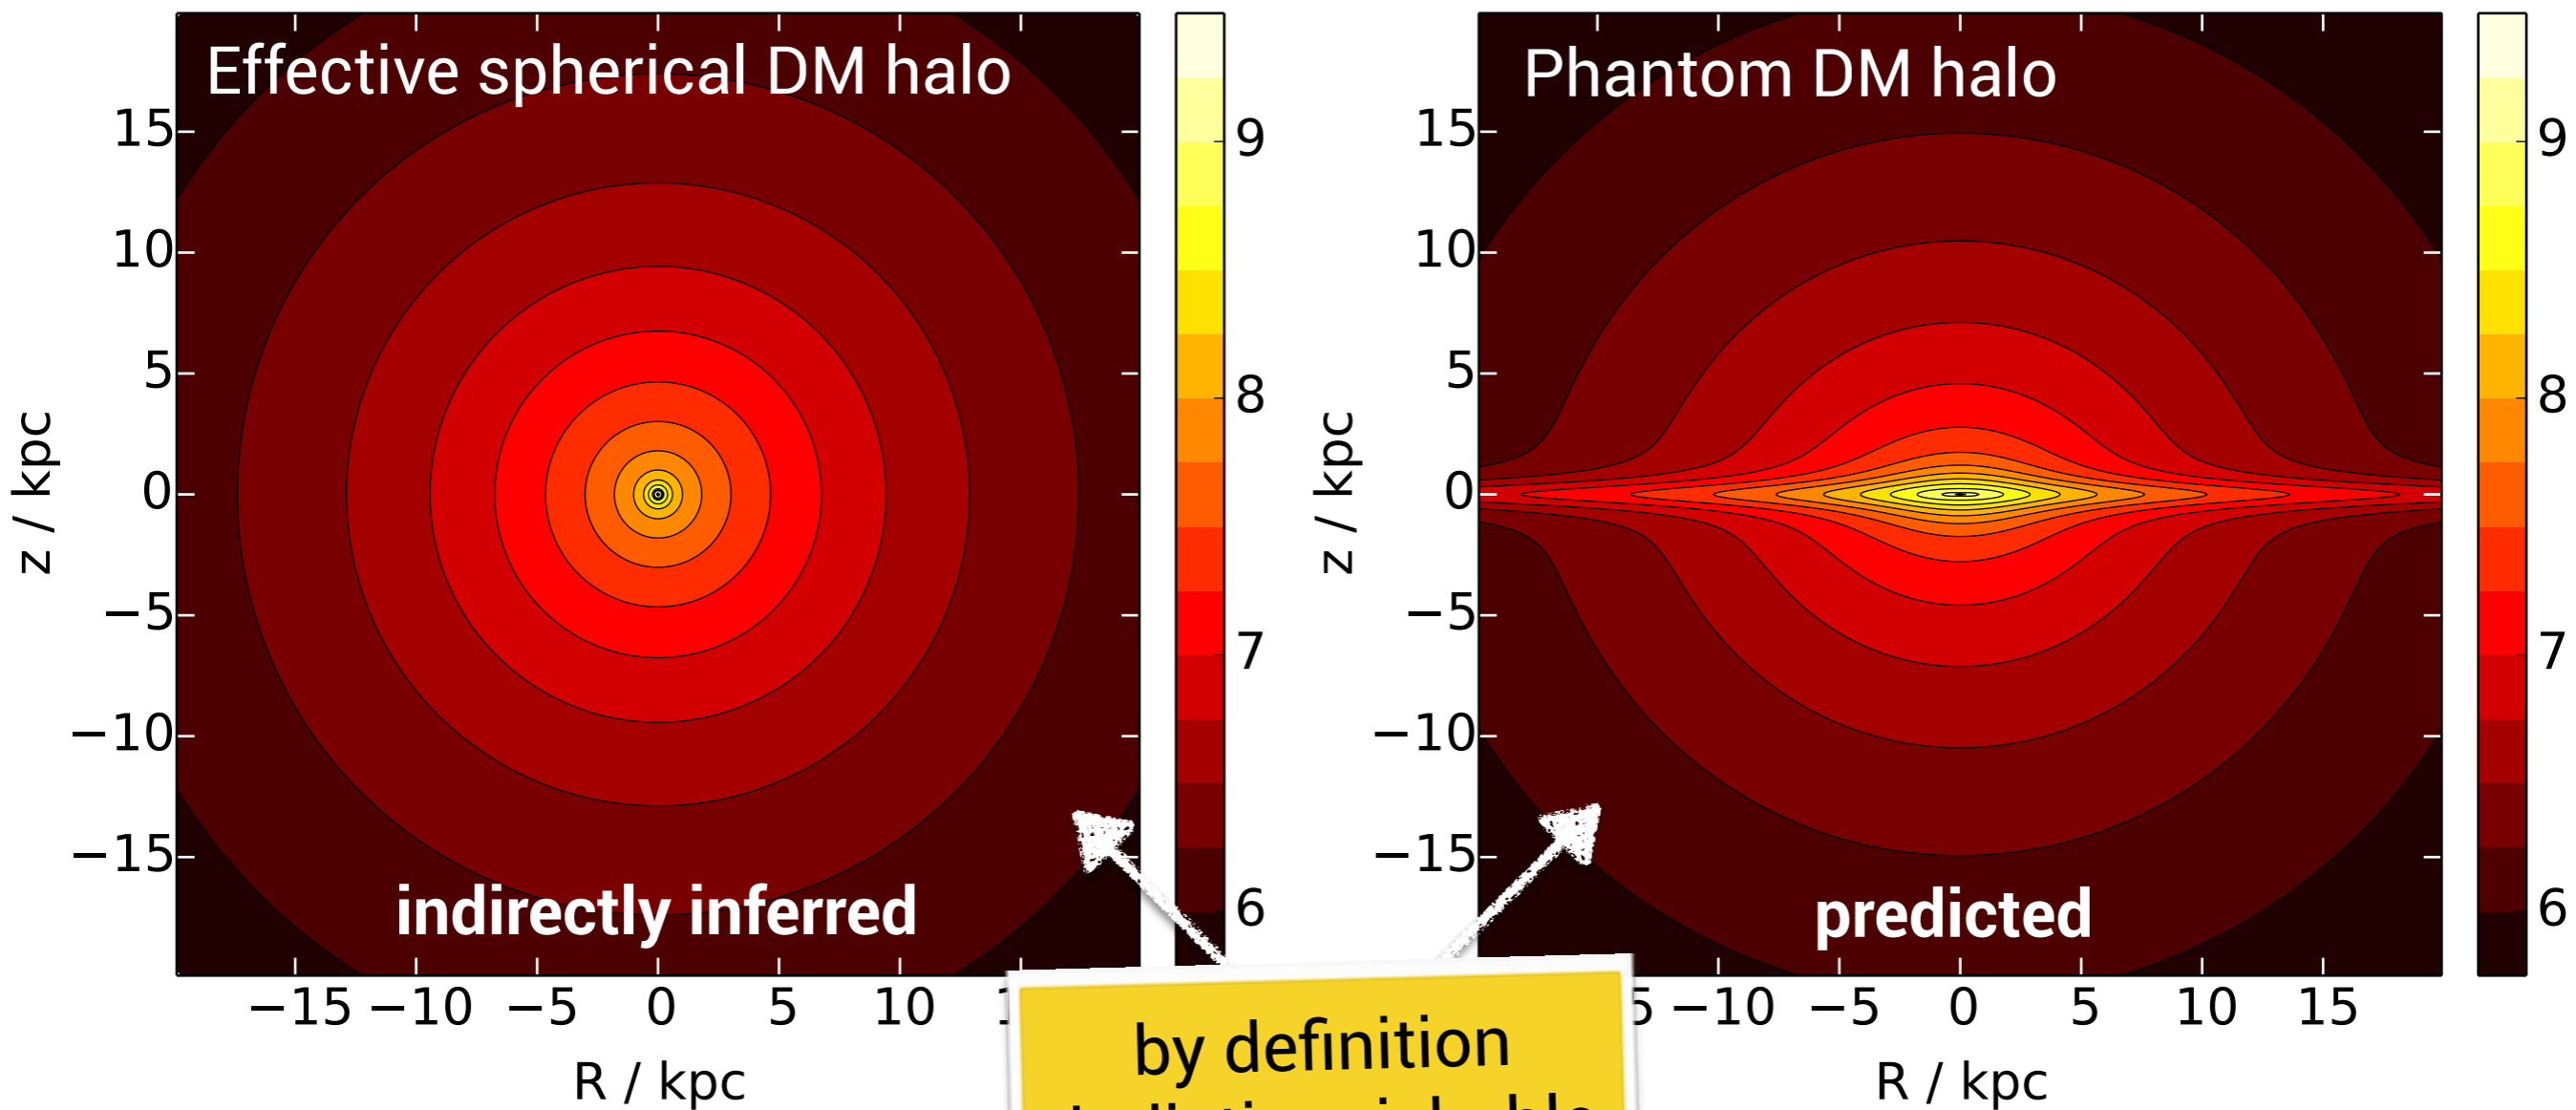 Effective spherical DM halo
15
10
5
0
−5
−10
−15
z / kpc
indirectly inferred
−15 −10 −5 0 5 10
R / kpc
9
8
7
6
Phantom DM halo
15
10
5
0
−5
−10
−15
z / kpc
predicted
5 −10 −5 0 5 10 15
R / kpc
9
8
7
6
by definition